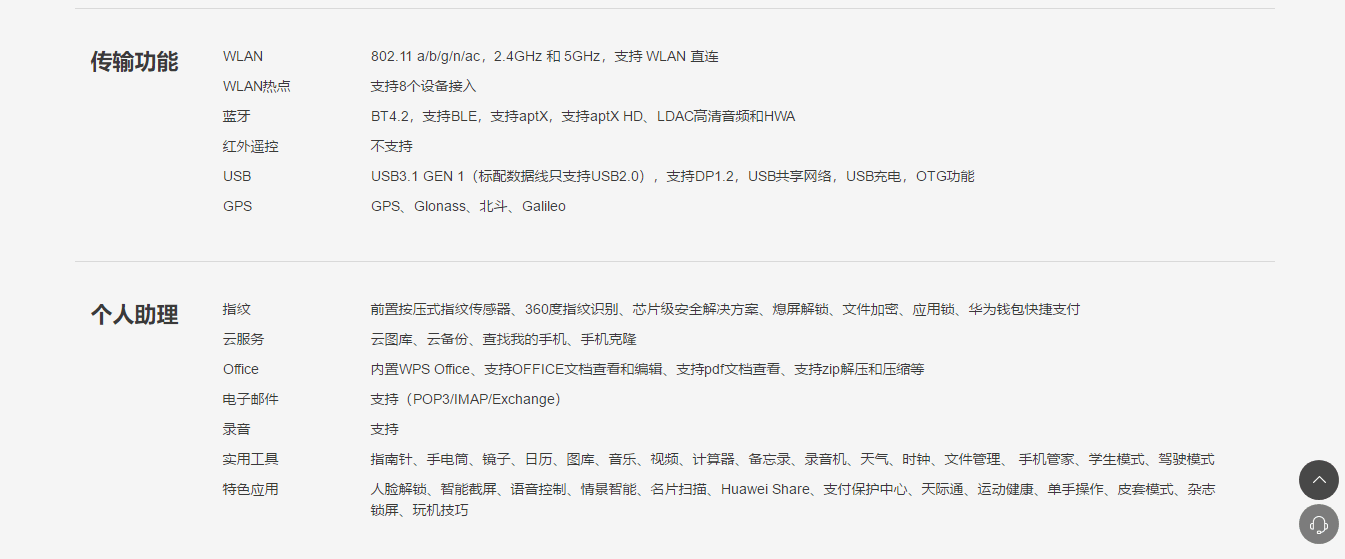 传输功能
WLAN 802.11 a/b/g/n/ac，2.4GHz 和 5GHz，支持 WLAN 直连
WLAN热点 支持8个设备接入
蓝牙 BT4.2，支持BLE，支持aptX，支持aptX HD、LDAC高清音频和HWA
红外遥控 不支持
USB USB3.1 GEN 1（标配数据线只支持USB2.0），支持DP1.2，USB共享网络，USB充电，OTG功能
GPS GPS、Glonass、北斗、Galileo
个人助理
指纹 前置按压式指纹传感器、360度指纹识别、芯片级安全解决方案、熄屏解锁、文件加密、应用锁、华为钱包快捷支付
云服务 云图库、云备份、查找我的手机、手机克隆
Office 内置WPS Office、支持OFFICE文档查看和编辑、支持pdf文档查看、支持zip解压和压缩等
电子邮件 支持（POP3/IMAP/Exchange）
录音 支持
实用工具 指南针、手电筒、镜子、日历、图库、音乐、视频、计算器、备忘录、录音机、天气、时钟、文件管理、 手机管家、学生模式、驾驶模式
特色应用 人脸解锁、智能截屏、语音控制、情景智能、名片扫描、Huawei Share、支付保护中心、天际通、运动健康、单手操作、皮套模式、杂志
锁屏、玩机技巧